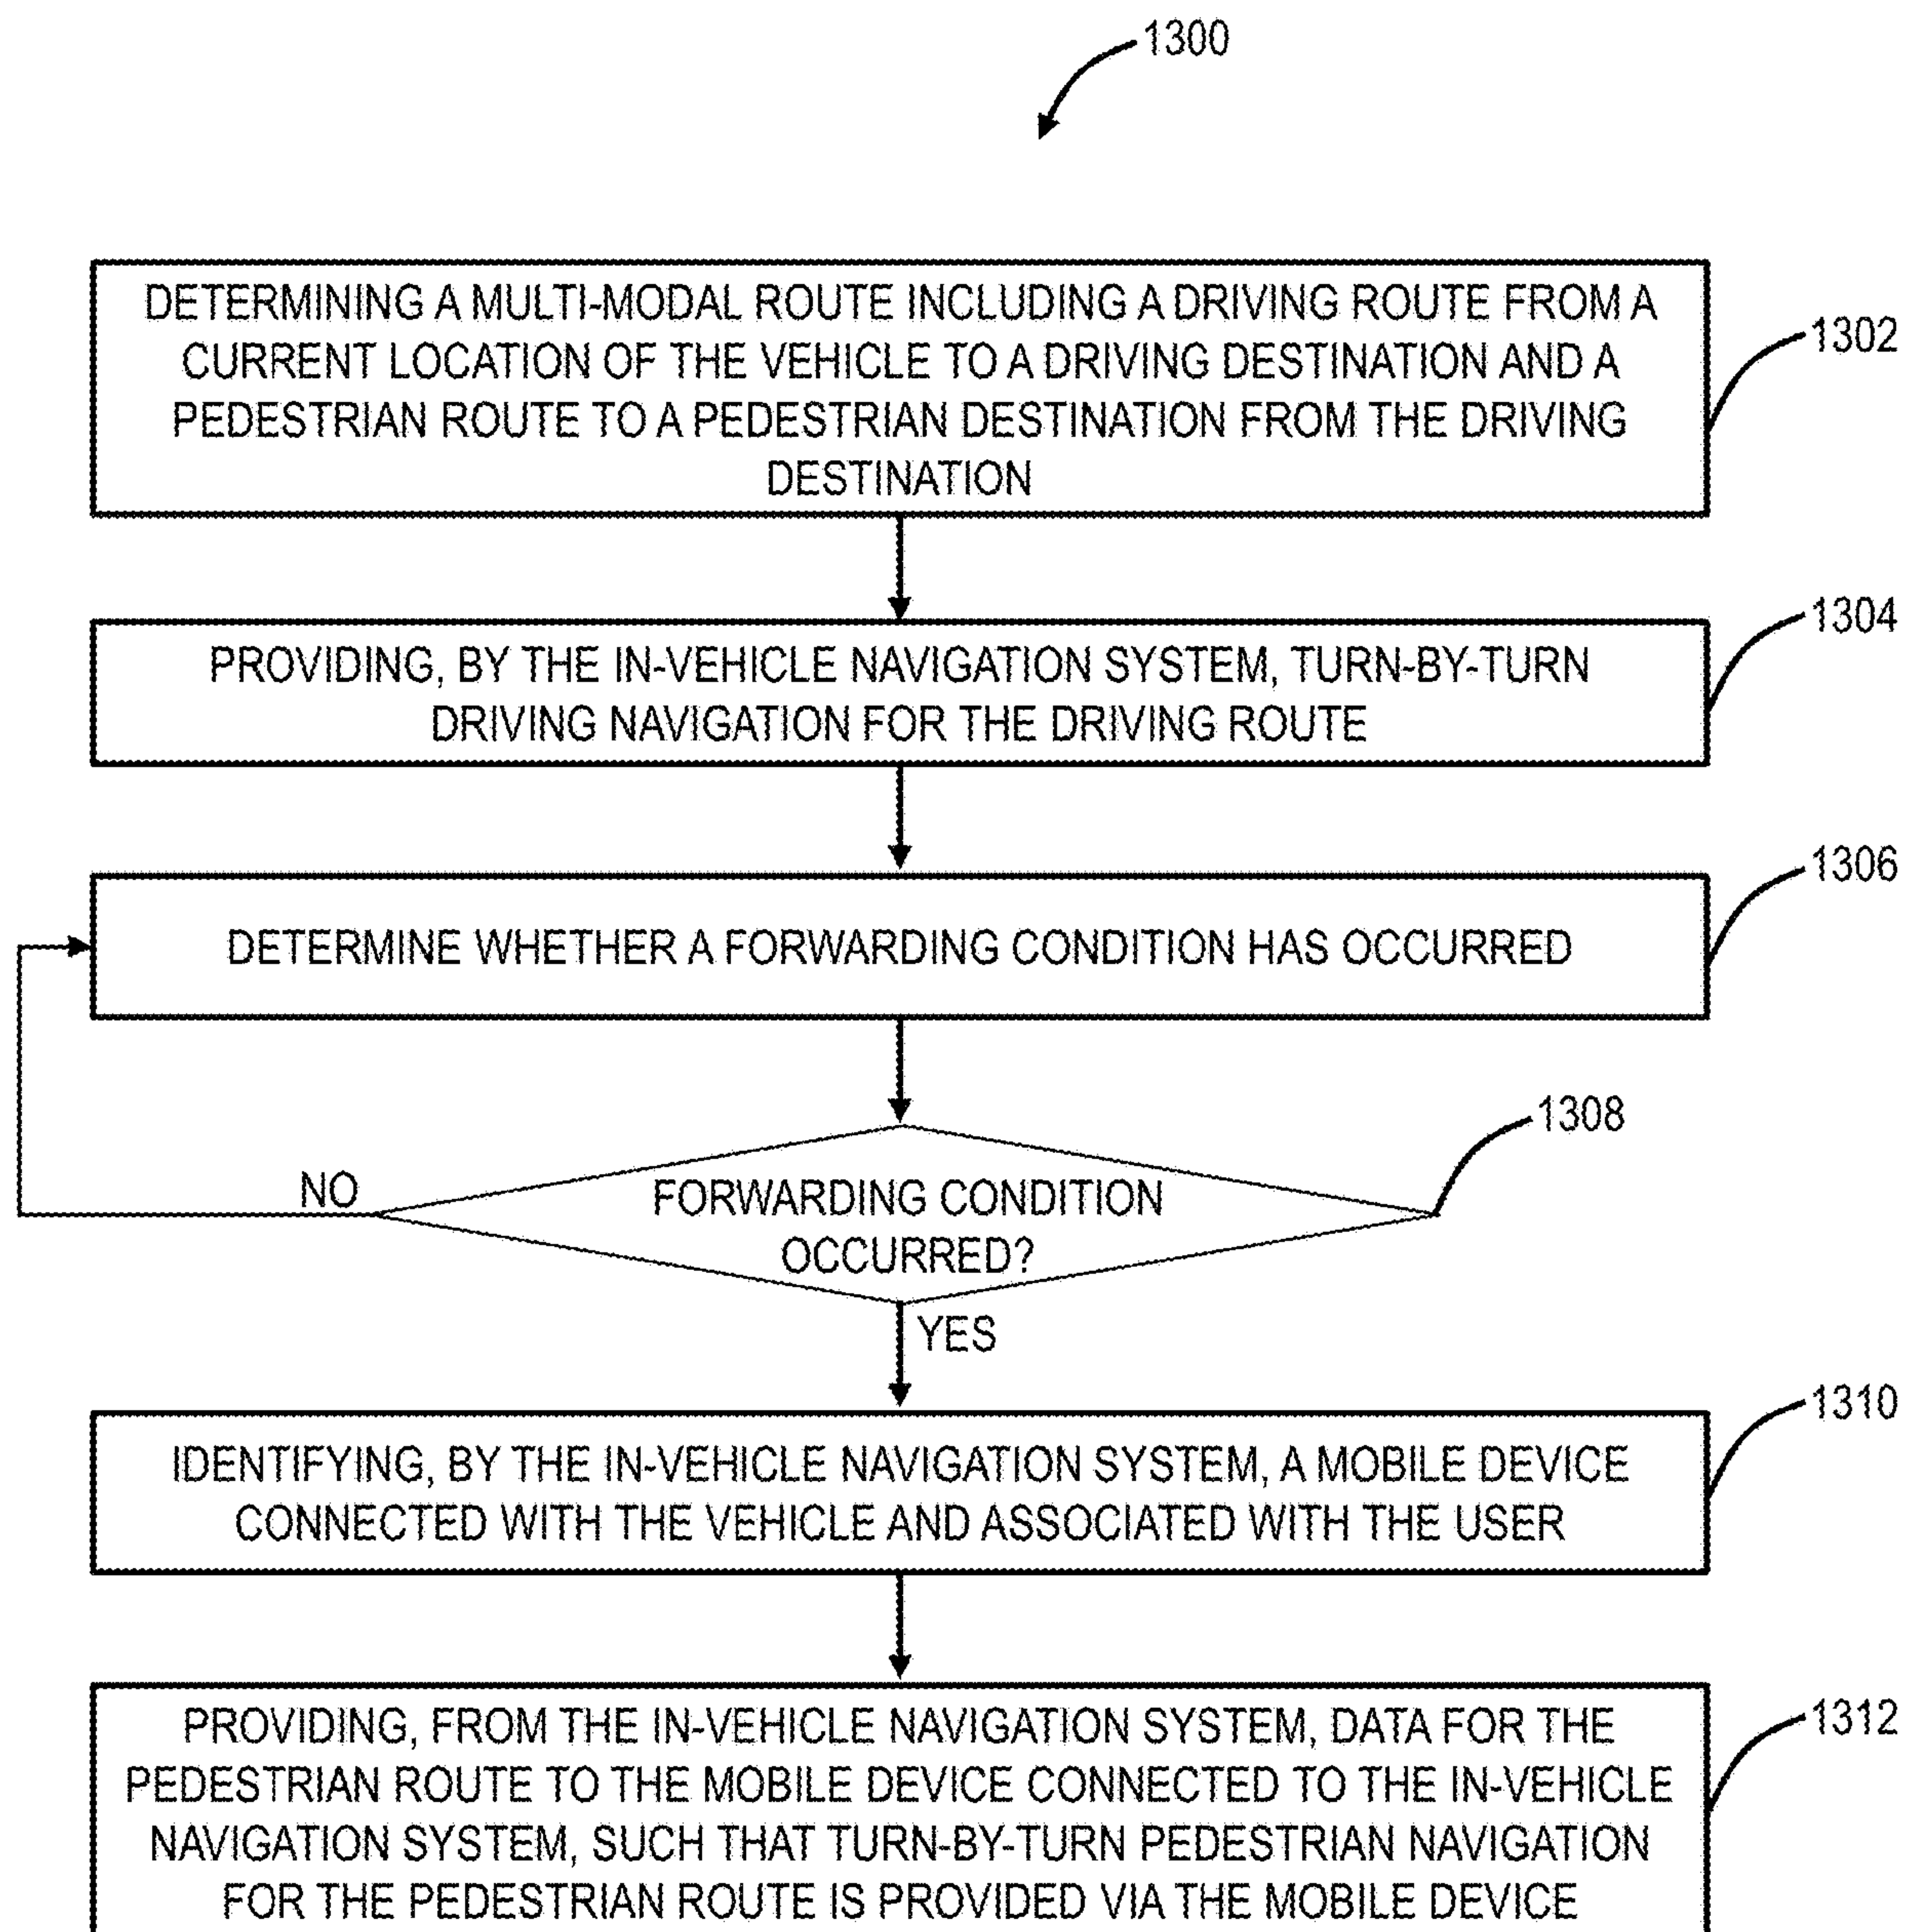 1300
DETERMINING A MULTI-MODAL ROUTE INCLUDING A DRIVING ROUTE FROM A
CURRENT LOCATION OF THE VEHICLE TO A DRIVING DESTINATION AND A
PEDESTRIAN ROUTE TO A PEDESTRIAN DESTINATION FROM THE DRIVING
DESTINATION
1302
PROVIDING, BY THE IN-VEHICLE NAVIGATION SYSTEM, TURN-BY-TURN
DRIVING NAVIGATION FOR THE DRIVING ROUTE
1304
DETERMINE WHETHER A FORWARDING CONDITION HAS OCCURRED
1306
FORWARDING CONDITION
OCCURRED?
1308
NO
YES
IDENTIFYING, BY THE IN-VEHICLE NAVIGATION SYSTEM, A MOBILE DEVICE
CONNECTED WITH THE VEHICLE AND ASSOCIATED WITH THE USER
1310
PROVIDING, FROM THE IN-VEHICLE NAVIGATION SYSTEM, DATA FOR THE
PEDESTRIAN ROUTE TO THE MOBILE DEVICE CONNECTED TO THE IN-VEHICLE
NAVIGATION SYSTEM, SUCH THAT TURN-BY-TURN PEDESTRIAN NAVIGATION
FOR THE PEDESTRIAN ROUTE IS PROVIDED VIA THE MOBILE DEVICE
1312